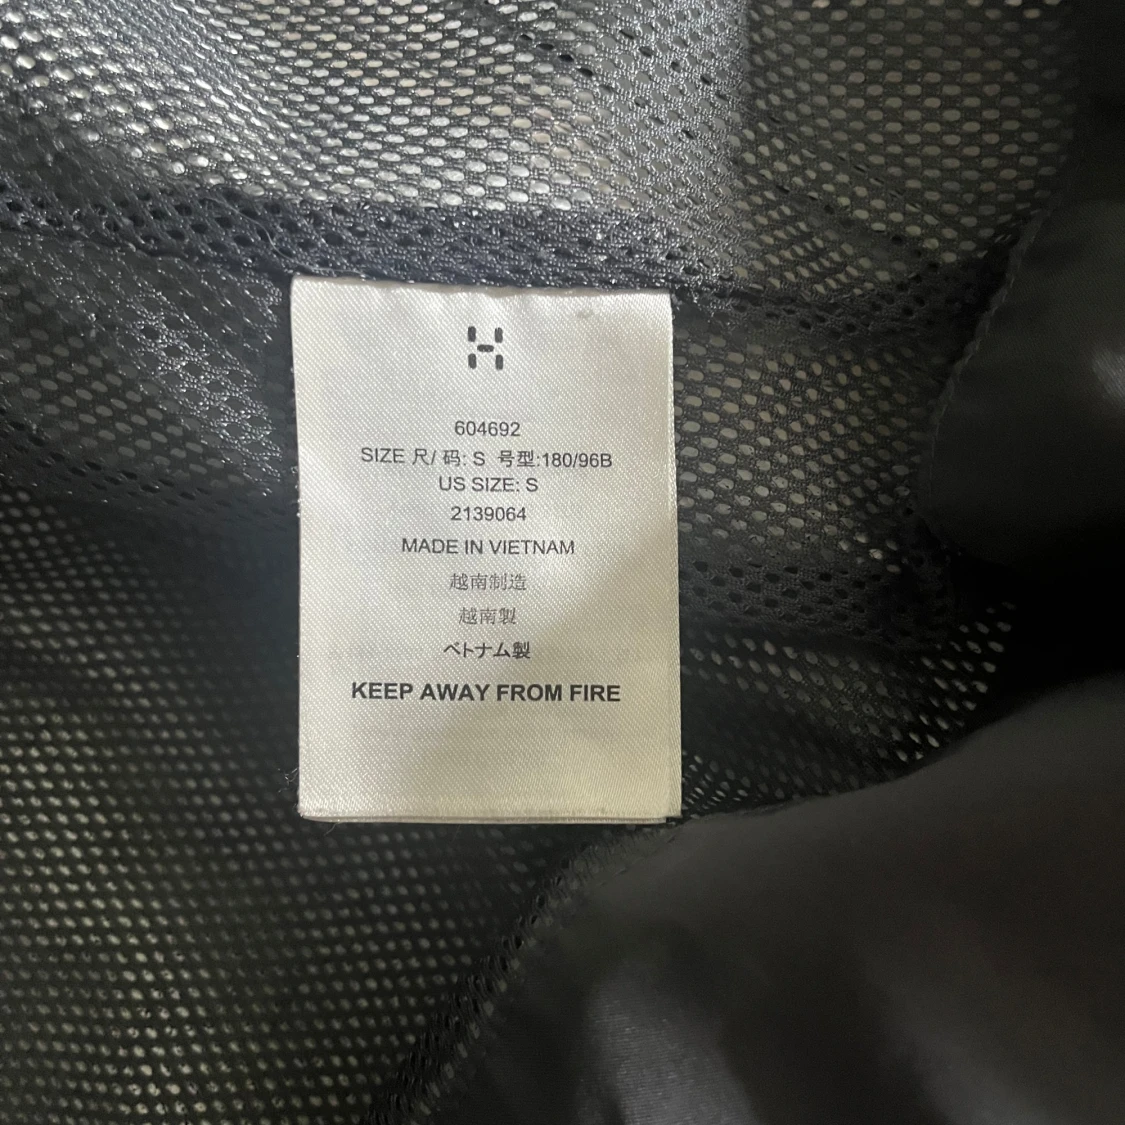 604692
SIZE 尺/ 码: S 号型:180/96B
US SIZE: S
2139064
MADE IN VIETNAM
越南制造
越南製
ベトナム製
KEEP AWAY FROM FIRE